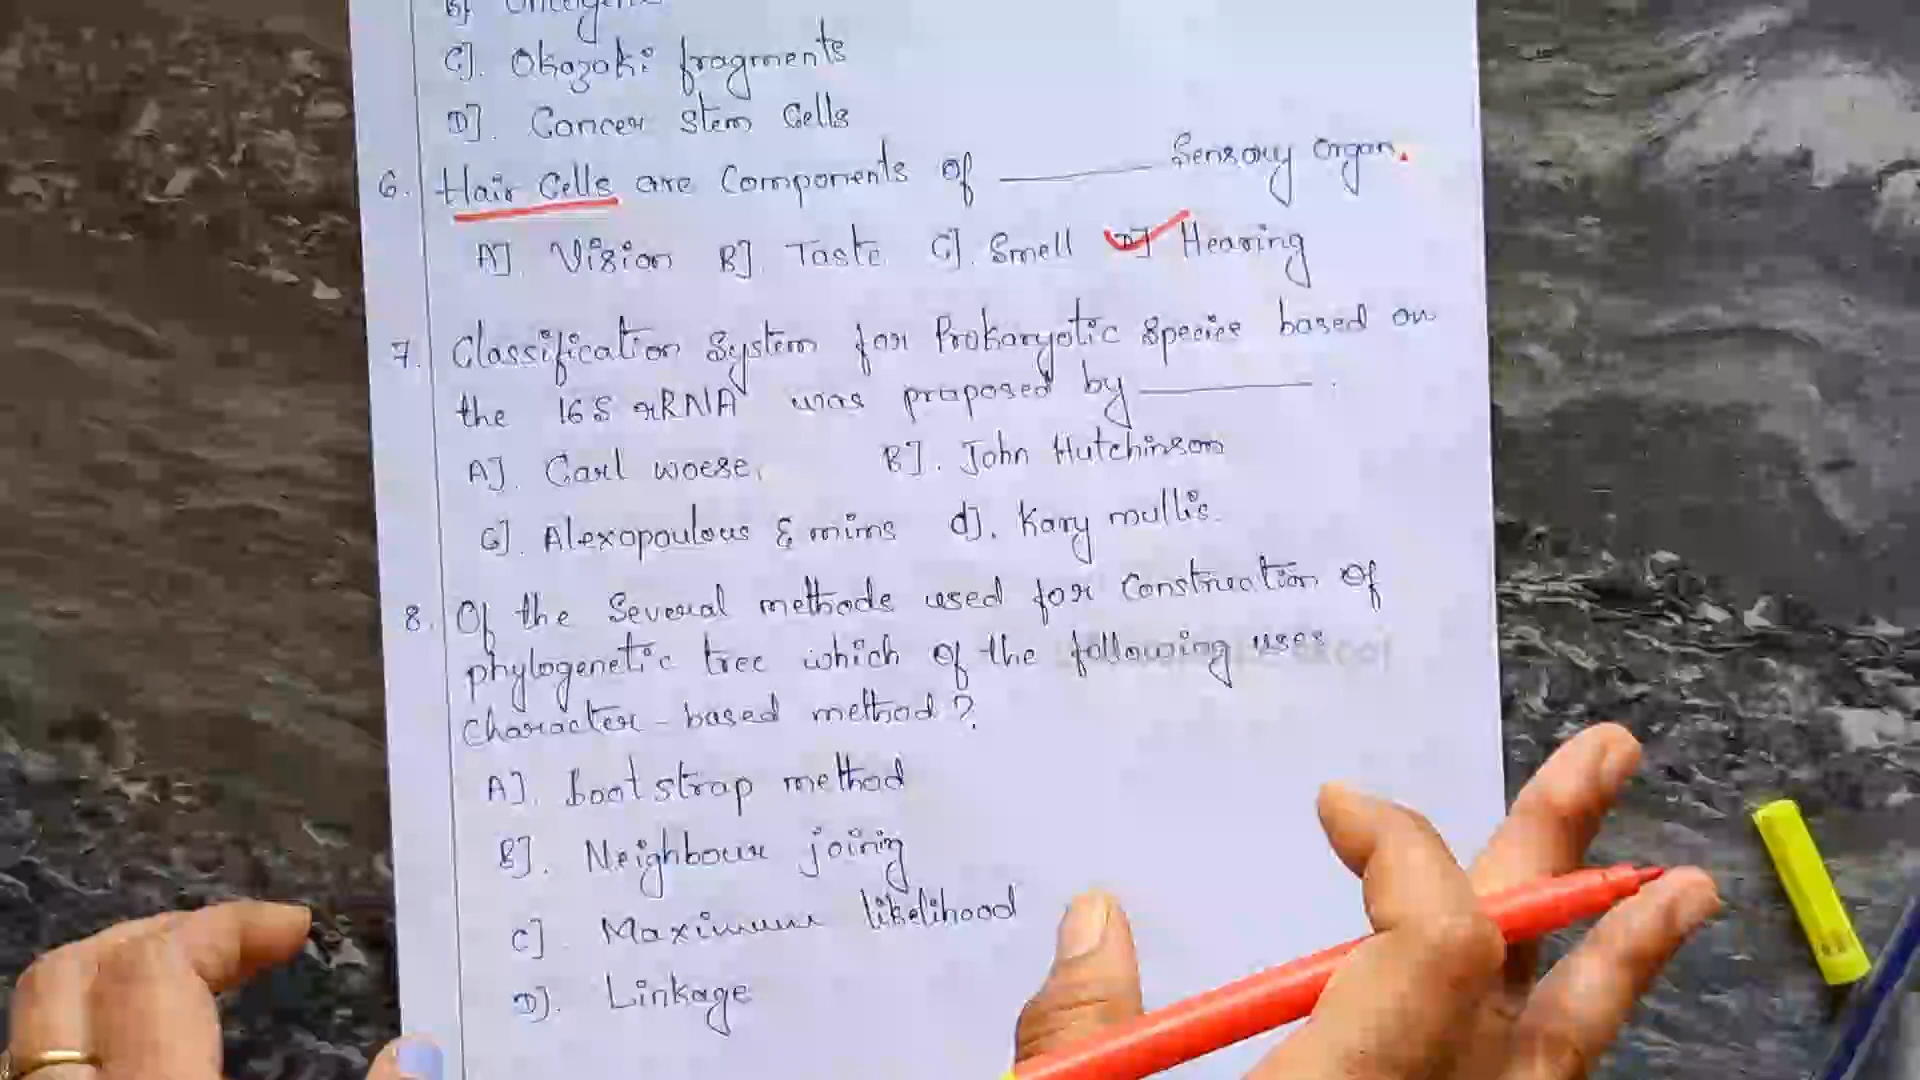 C]. Okazaki fragments
D]. Cancer stem Cells
6. Hair Cells are Components of ______ Sensory organ.
A]. Vision B]. Taste C]. Smell D] Hearing
7. Classification System for Prokaryotic Species based on
the 16S rRNA was proposed by ______.
A]. Carl woese. B]. John Hutchinson
C]. Alexopoulous & mims d]. Kary mullis.
8. Of the Several methods used for Construction of
phylogenetic tree which of the following uses
Character-based method?
A]. bootstrap method
B]. Neighbour joining
C]. Maximum likelihood
D]. Linkage